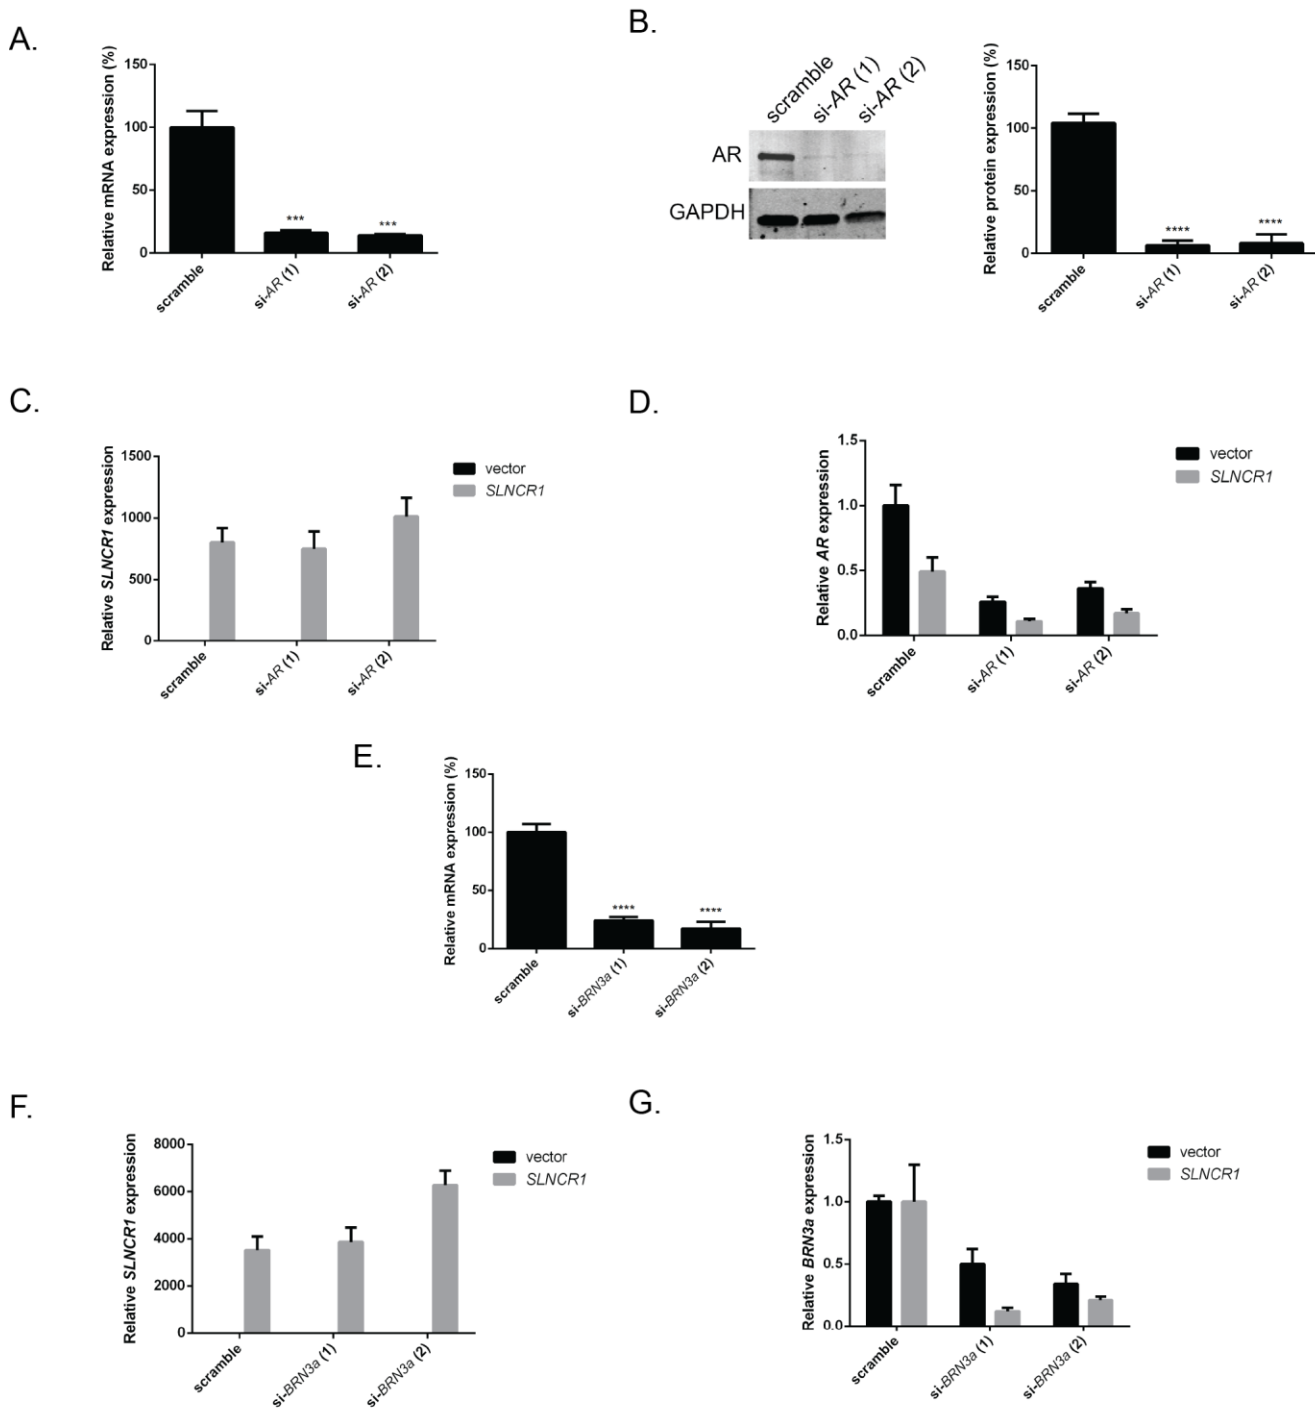 A.
Relative mRNA expression (%)
150
100
50
0
***
***
scramble
si-AR (1)
si-AR (2)
B.
scramble
si-AR (1)
si-AR (2)
AR
GAPDH
Relative protein expression (%)
150
100
50
0
****
****
scramble
si-AR (1)
si-AR (2)
C.
Relative SLNCR1 expression
1500
1000
500
0
scramble
si-AR (1)
si-AR (2)
vector
SLNCR1
D.
Relative AR expression
1.5
1.0
0.5
0.0
scramble
si-AR (1)
si-AR (2)
vector
SLNCR1
E.
Relative mRNA expression (%)
150
100
50
0
****
****
scramble
si-BRN3a (1)
si-BRN3a (2)
F.
Relative SLNCR1 expression
8000
6000
4000
2000
0
scramble
si-BRN3a (1)
si-BRN3a (2)
vector
SLNCR1
G.
Relative BRN3a expression
1.5
1.0
0.5
0.0
scramble
si-BRN3a (1)
si-BRN3a (2)
vector
SLNCR1